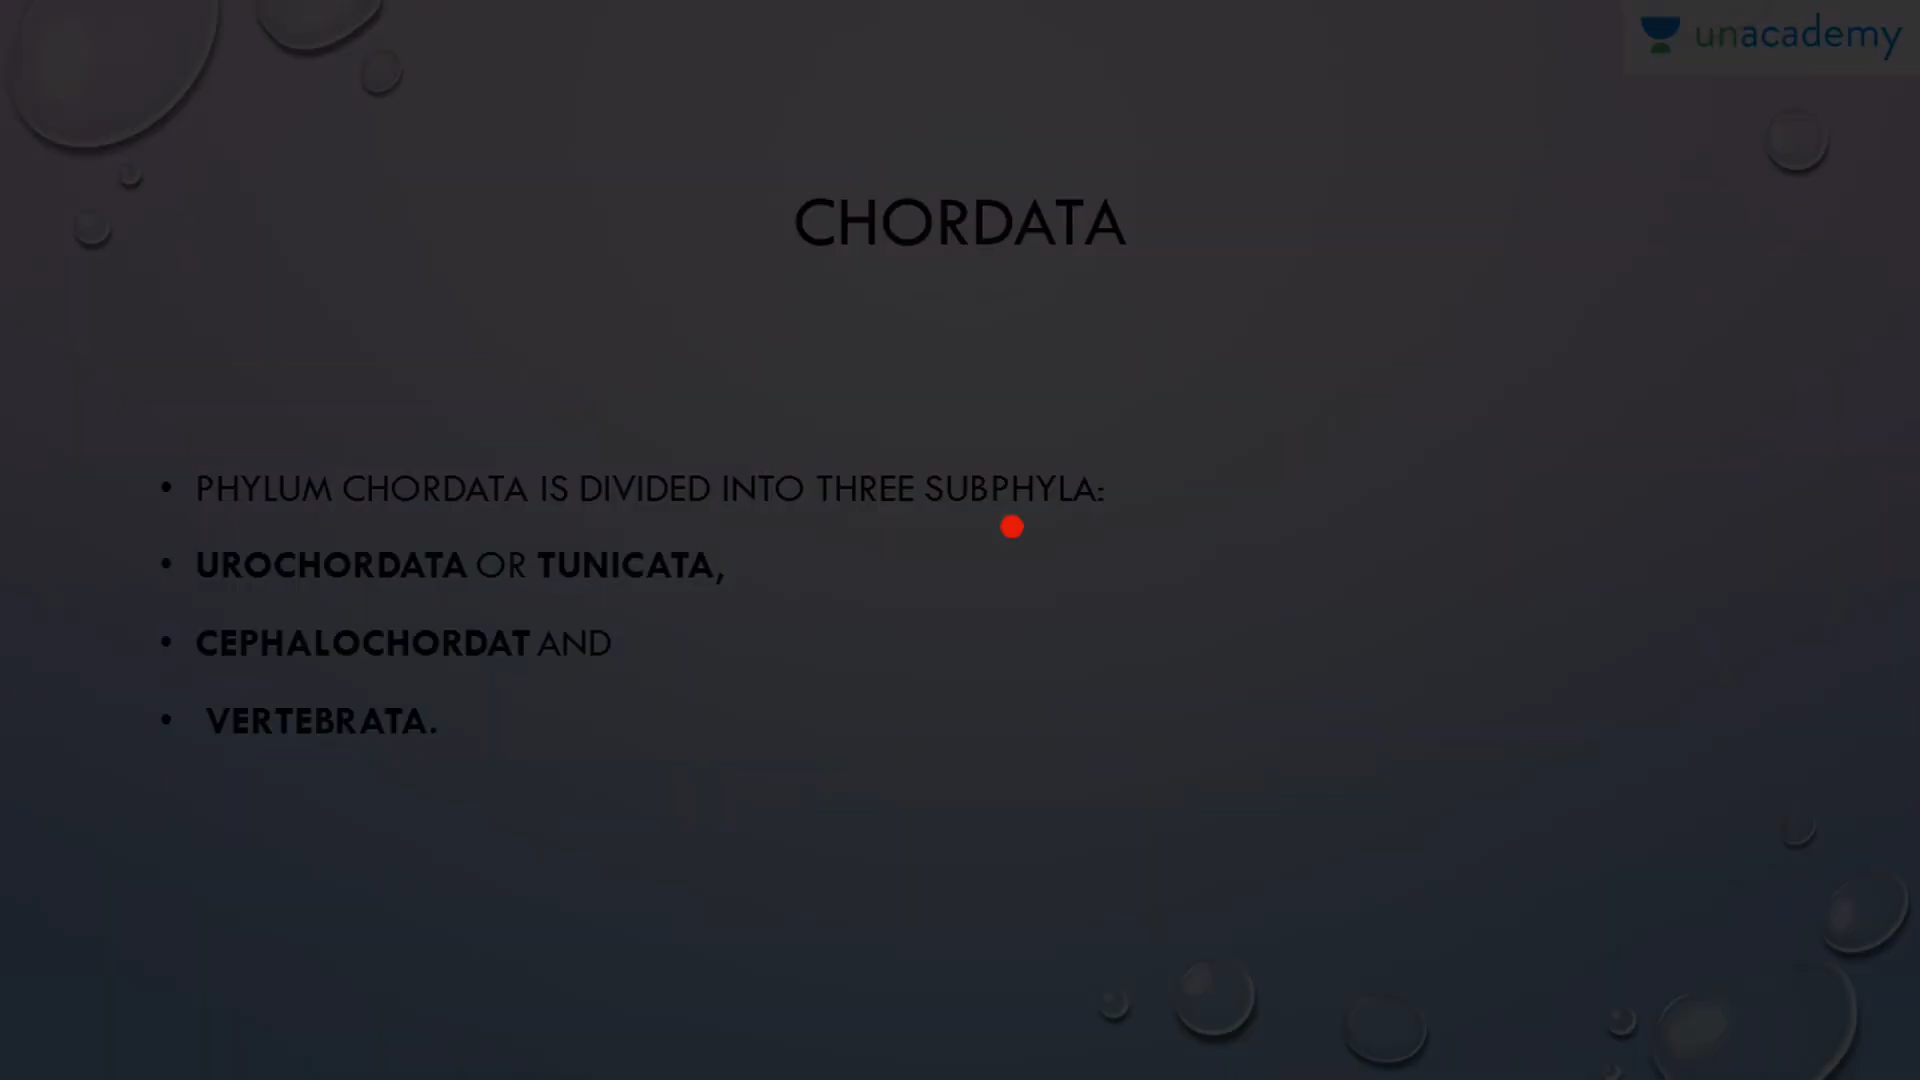 unacademy
CHORDATA
• PHYLUM CHORDATA IS DIVIDED INTO THREE SUBPHYLA:
• UROCHORDATA OR TUNICATA,
• CEPHALOCHORDAT AND
• VERTEBRATA.